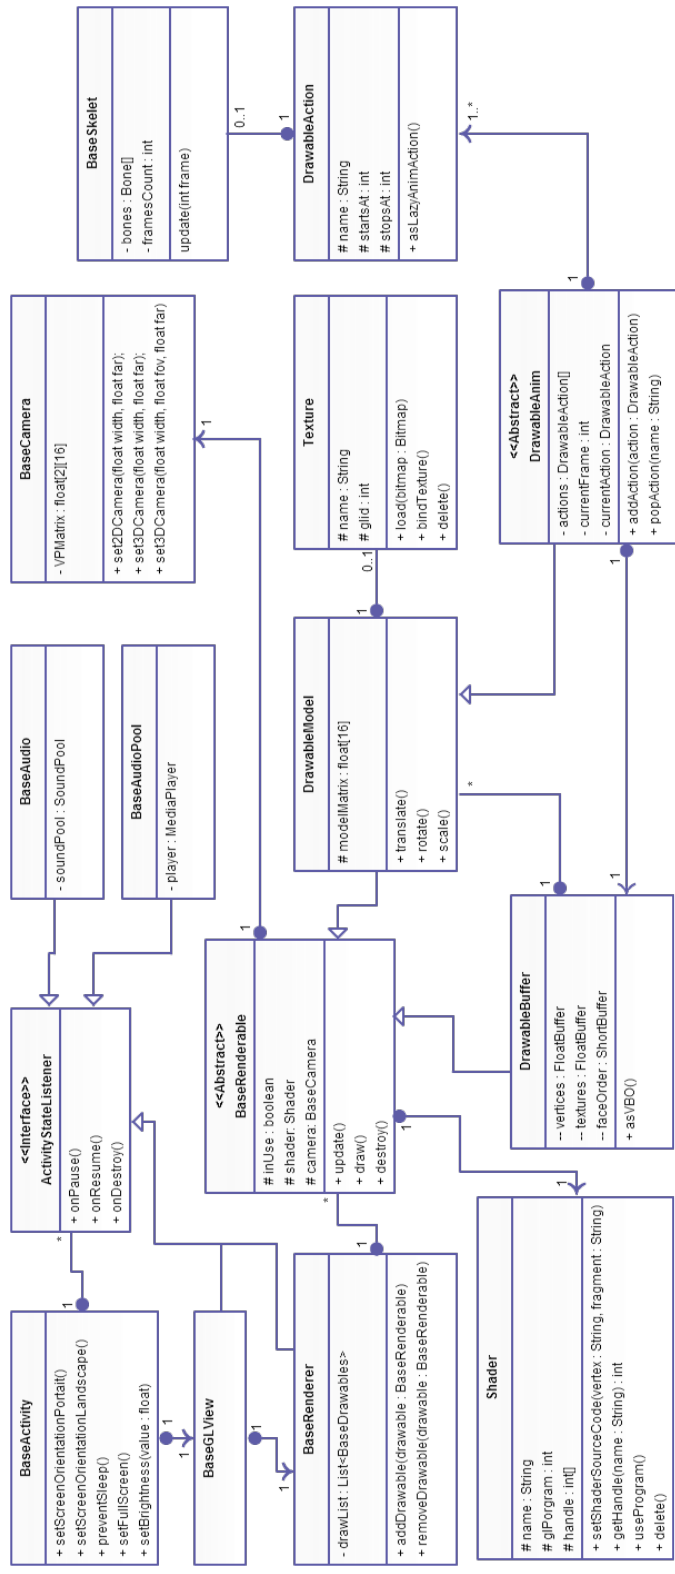 BaseActivity
+ setScreenOrientationPortait()
+ setScreenOrientationLandscape()
+ preventSleep()
+ setFullScreen()
+ setBrightness(value : float)
1
*
<<Interface>>
ActivityStateListener
+ onPause()
+ onResume()
+ onDestroy()
BaseAudio
- soundPool : SoundPool
BaseAudioPool
- player : MediaPlayer
BaseCamera
- VPMatrix : float[2][16]
+ set2DCamera(float width, float far);
+ set3DCamera(float width, float far);
+ set3DCamera(float width, float fov, float far)
1
BaseSkelet
- bones : Bone[]
- framesCount : int
update(int frame)
0..1
1
1
1
BaseGLView
1
1
BaseRenderer
- drawList : List<BaseDrawables>
+ addDrawable(drawable : BaseRenderable)
+ removeDrawable(drawable : BaseRenderable)
1
*
<<Abstract>>
BaseRenderable
# inUse : boolean
# shader: Shader
# camera: BaseCamera
+ update()
+ draw()
+ destroy()
1
1
DrawableModel
# modelMatrix : float[16]
+ translate()
+ rotate()
+ scale()
1
*
0..1
Texture
# name : String
# glid : int
+ load(bitmap : Bitmap)
+ bindTexture()
+ delete()
DrawableAction
# name : String
# startsAt : int
# stopsAt : int
+ asLazyAnimAction()
1..*
1
Shader
# name : String
# glPorgram : int
# handle : int[]
+ setShaderSourceCode(vertex : String, fragment : String)
+ getHandle(name : String) : int
+ useProgram()
+ delete()
1
DrawableBuffer
-- vertices : FloatBuffer
-- textures : FloatBuffer
-- faceOrder : ShortBuffer
+ asVBO()
1
1
<<Abstract>>
DrawableAnim
- actions : DrawableAction[]
- currentFrame : int
- currentAction : DrawableAction
+ addAction(action : DrawableAction)
+ popAction(name : String)
1